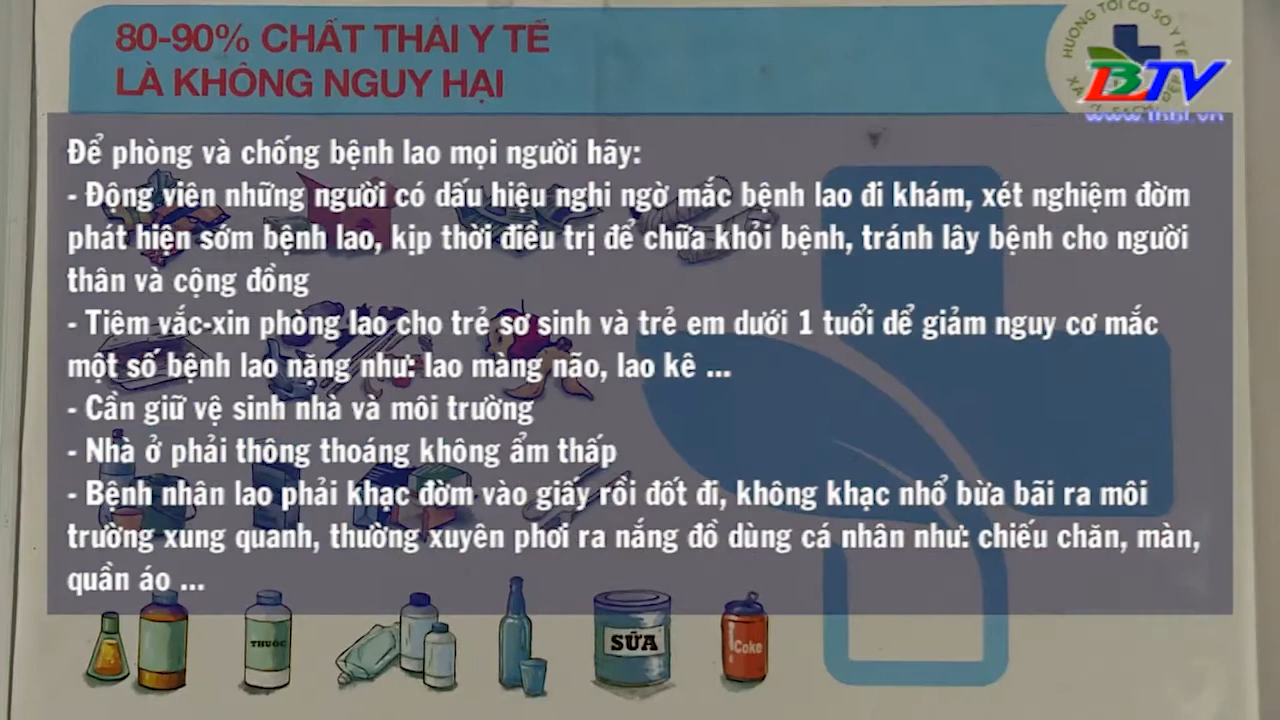 80-90% CHẤT THẢI Y TẾ
LÀ KHÔNG NGUY HẠI
HƯỚNG TỚI CƠ SỞ Y TẾ
BTV
Để phòng và chống bệnh lao mọi người hãy:
- Động viên những người có dấu hiệu nghi ngờ mắc bệnh lao đi khám, xét nghiệm đờm
phát hiện sớm bệnh lao, kịp thời điều trị để chữa khỏi bệnh, tránh lây bệnh cho người
thân và cộng đồng
- Tiêm vắc-xin phòng lao cho trẻ sơ sinh và trẻ em dưới 1 tuổi dể giảm nguy cơ mắc
một số bệnh lao nặng như: lao màng não, lao kê ...
- Cần giữ vệ sinh nhà và môi trường
- Nhà ở phải thông thoáng không ẩm thấp
- Bệnh nhân lao phải khạc đờm vào giấy rồi đốt đi, không khạc nhổ bừa bãi ra môi
trường xung quanh, thường xuyên phơi ra nắng đồ dùng cá nhân như: chiếu chăn, màn,
quần áo ...
THUỐC
SỮA
Coke